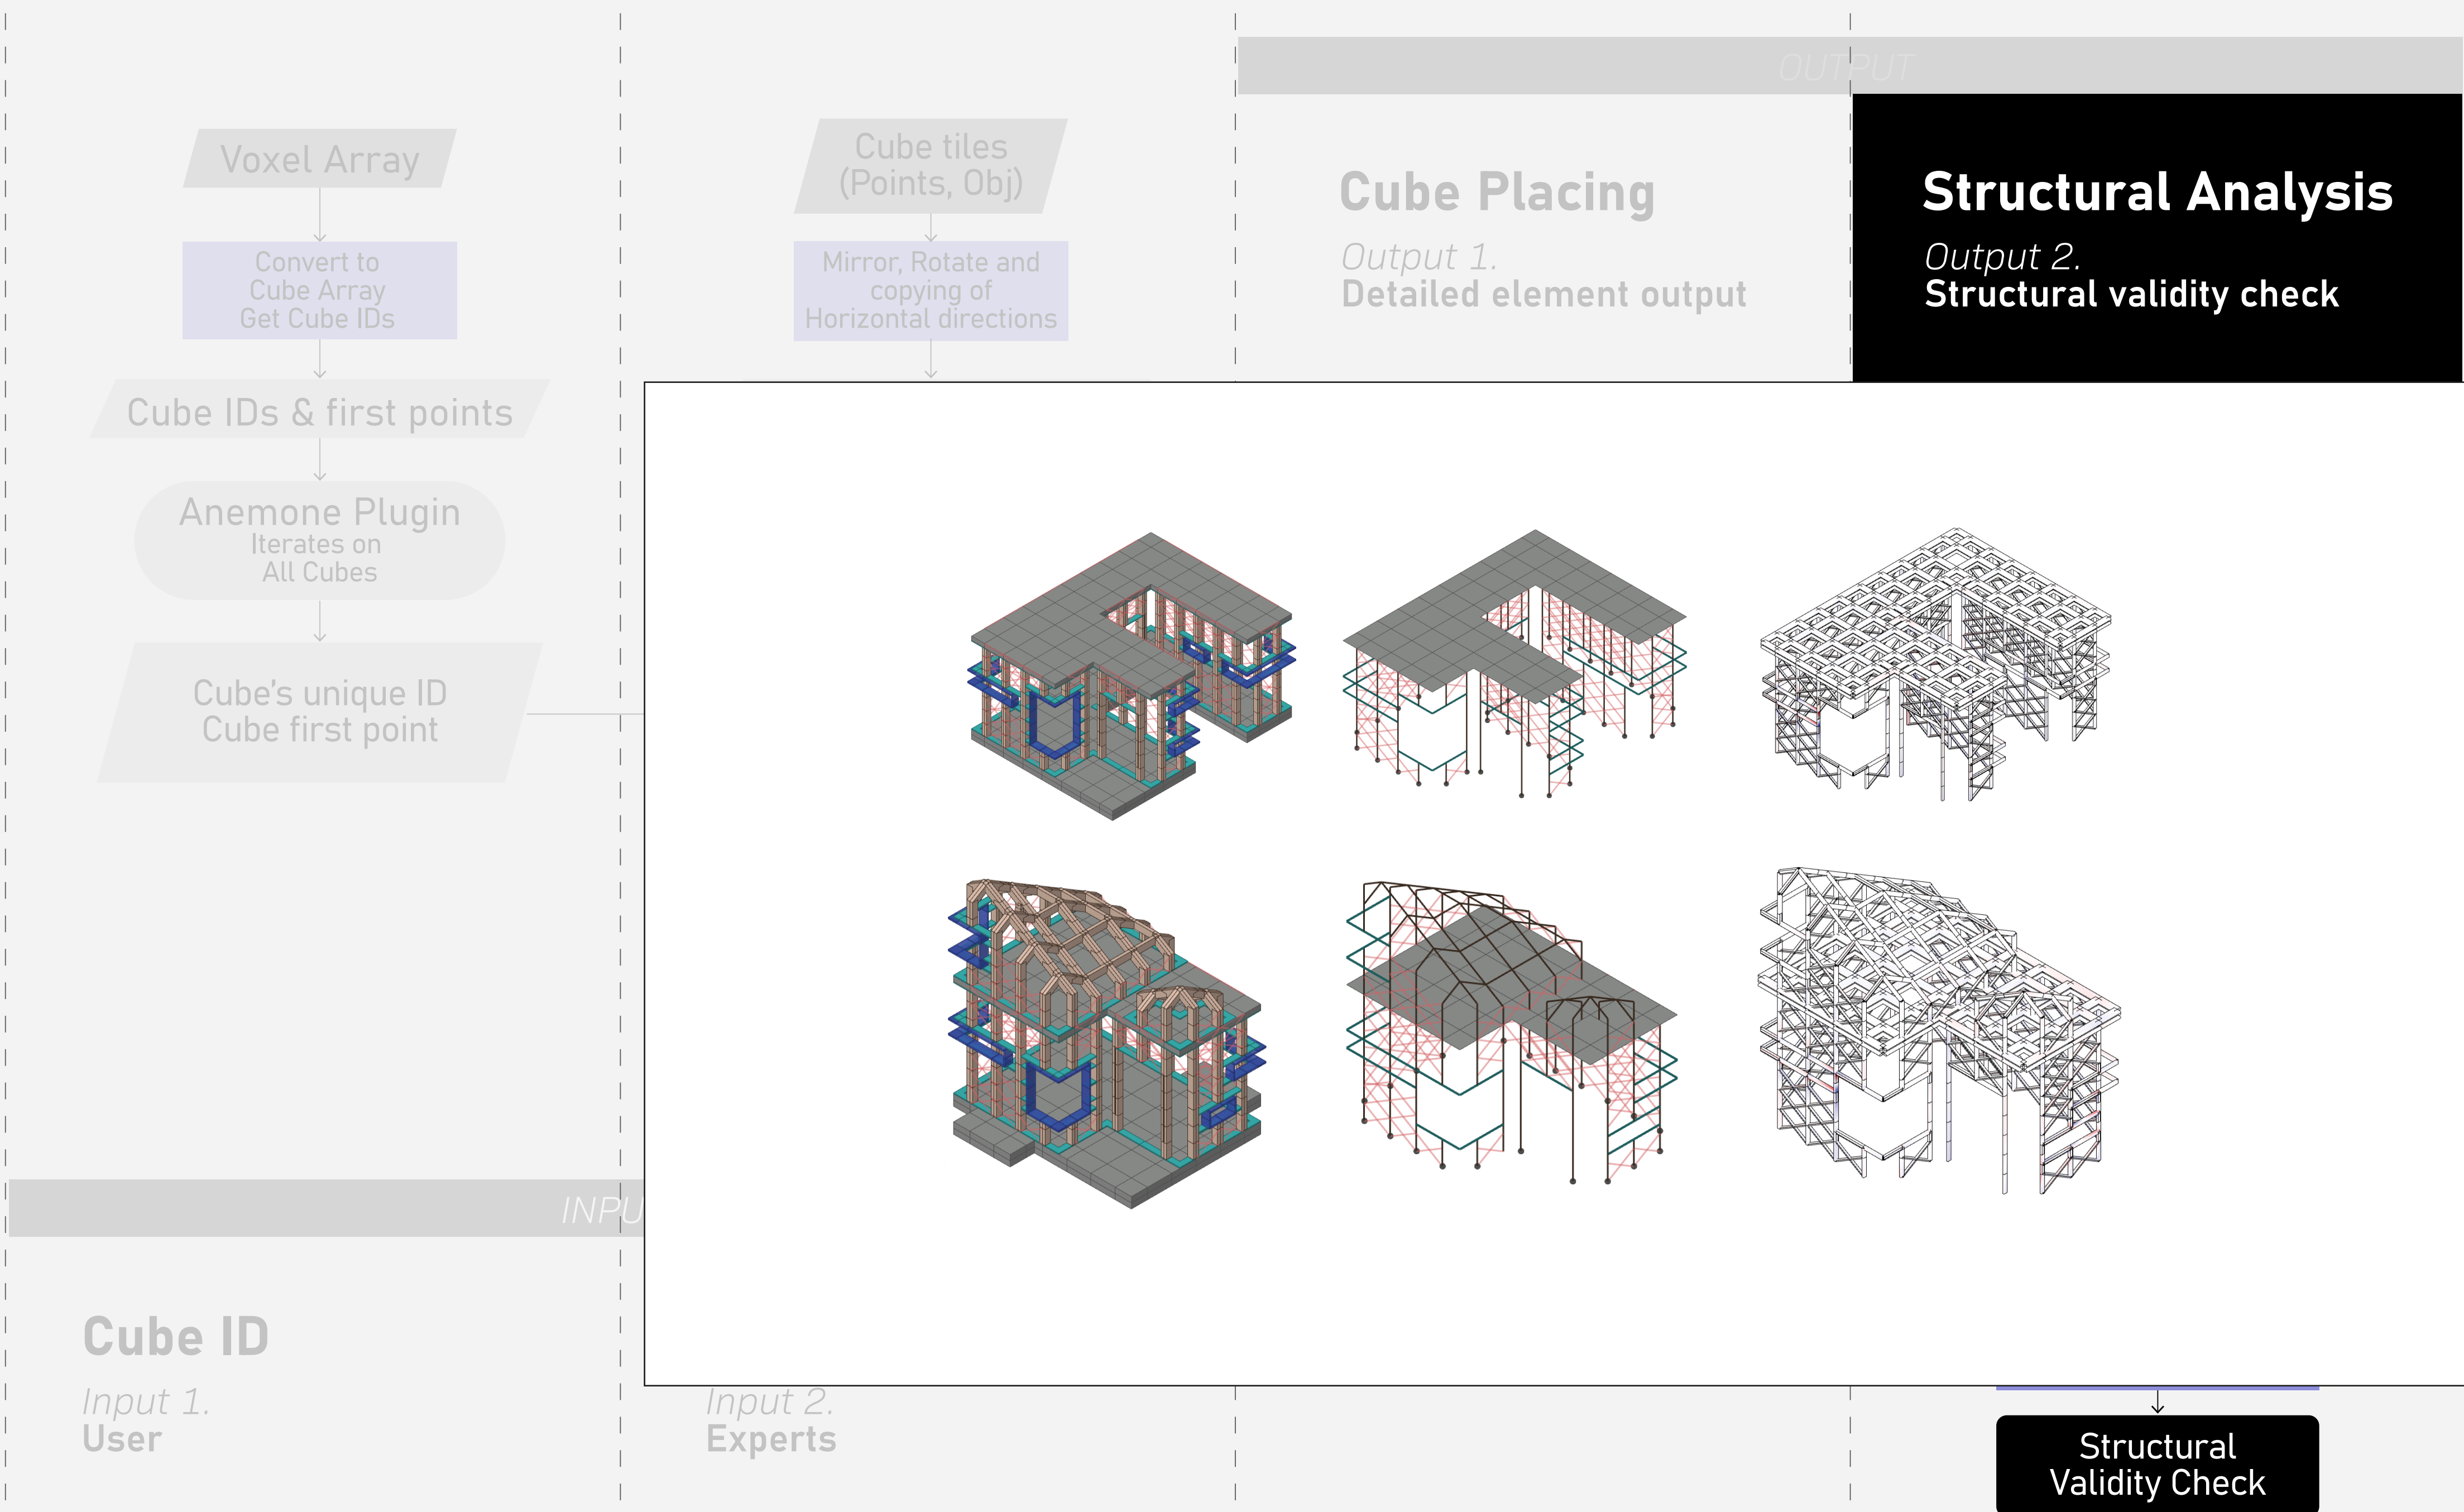 OUTPUT
Voxel Array
Convert to
Cube Array
Get Cube IDs
Cube IDs & first points
Anemone Plugin
Iterates on
All Cubes
Cube's unique ID
Cube first point
Cube tiles
(Points, Obj)
Mirror, Rotate and
copying of
Horizontal directions
Cube Placing
Output 1.
Detailed element output
Structural Analysis
Output 2.
Structural validity check
INPU
Cube ID
Input 1.
User
Input 2.
Experts
Structural
Validity Check